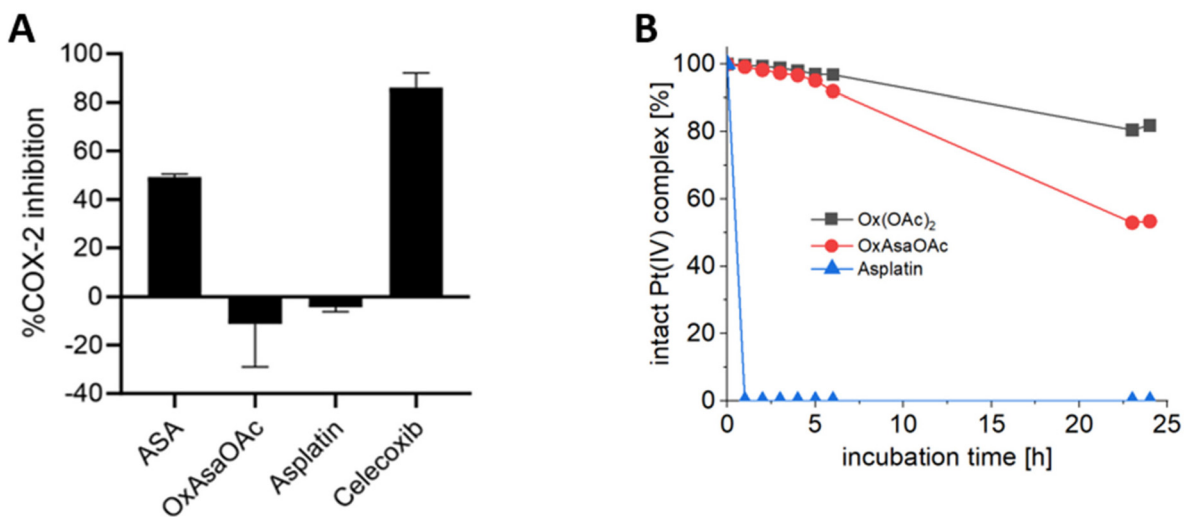 A
%COX-2 inhibition
100
80
60
40
20
0
-20
-40
ASA
OxAsaOAc
Asplatin
Celecoxib
B
intact Pt(IV) complex [%]
100
80
60
40
20
0
Ox(OAc)₂
OxAsaOAc
Asplatin
0 5 10 15 20 25
incubation time [h]